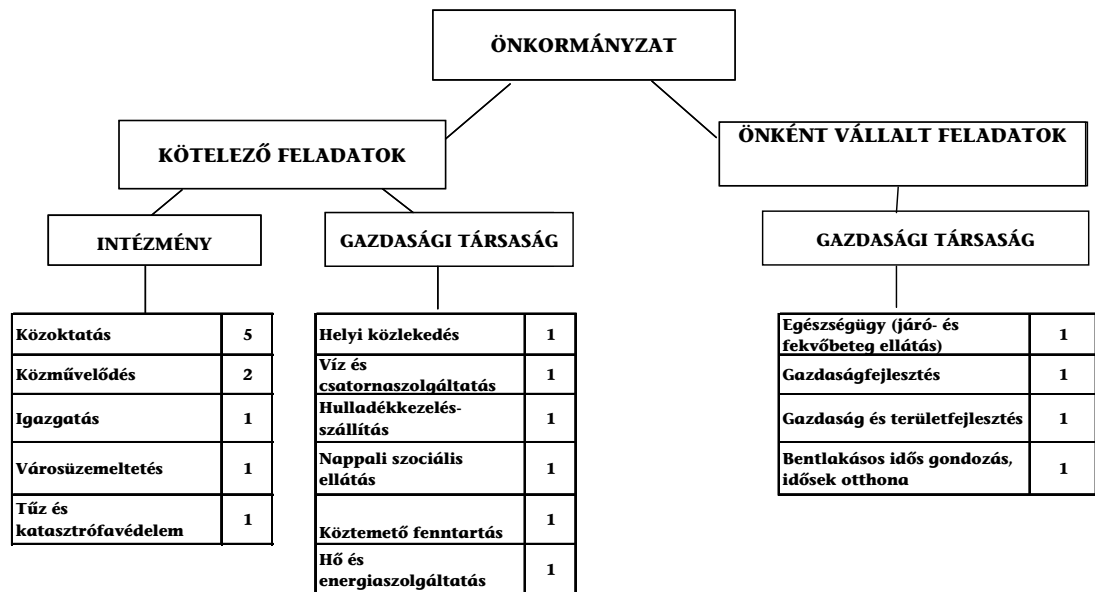 ÖNKORMÁNYZAT
KÖTELEZŐ FELADATOK
ÖNKÉNT VÁLLALT FELADATOK
INTÉZMÉNY
GAZDASÁGI TÁRSASÁG
GAZDASÁGI TÁRSASÁG
Közoktatás 5
Közművelődés 2
Igazgatás 1
Városüzemeltetés 1
Tűz és
katasztrófavédelem 1
Helyi közlekedés 1
Víz és
csatornaszolgáltatás 1
Hulladékkezelés-
szállítás 1
Nappali szociális
ellátás 1
Köztemető fenntartás 1
Hő és
energiaszolgáltatás 1
Egészségügy (járó- és
fekvőbeteg ellátás) 1
Gazdaságfejlesztés 1
Gazdaság és területfejlesztés 1
Bentlakásos idős gondozás,
idősek otthona 1